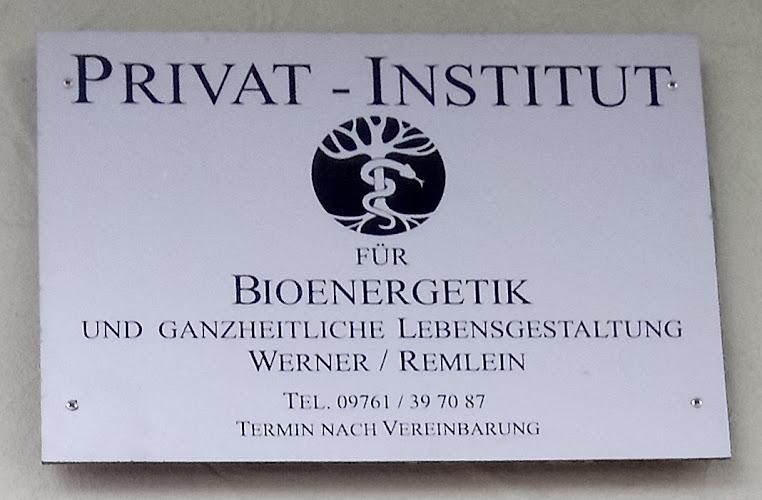 PRIVAT - INSTITUT
FÜR
BIOENERGETIK
UND GANZHEITLICHE LEBENSGESTALTUNG
WERNER / REMLEIN
TEL. 09761 / 39 70 87
TERMIN NACH VEREINBARUNG